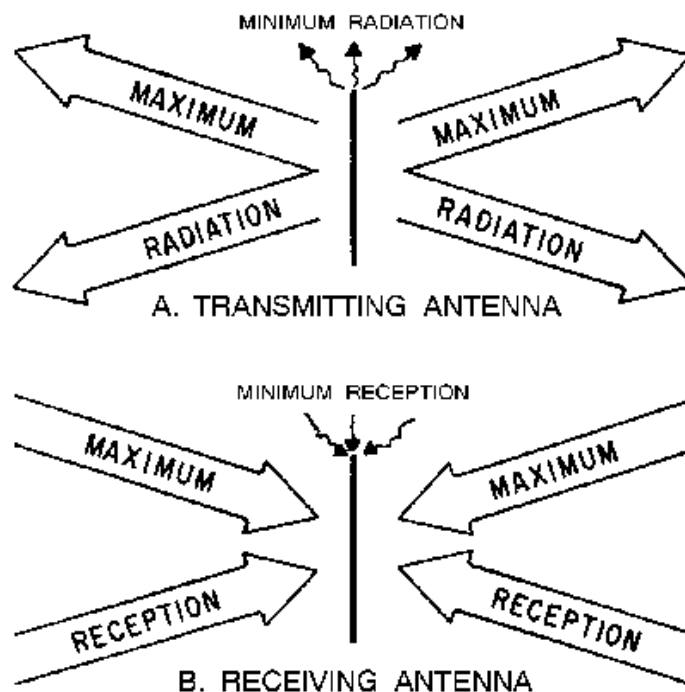 MINIMUM RADIATION
MAXIMUM
MAXIMUM
RADIATION
RADIATION
A. TRANSMITTING ANTENNA
MINIMUM RECEPTION
MAXIMUM
MAXIMUM
RECEPTION
RECEPTION
B. RECEIVING ANTENNA